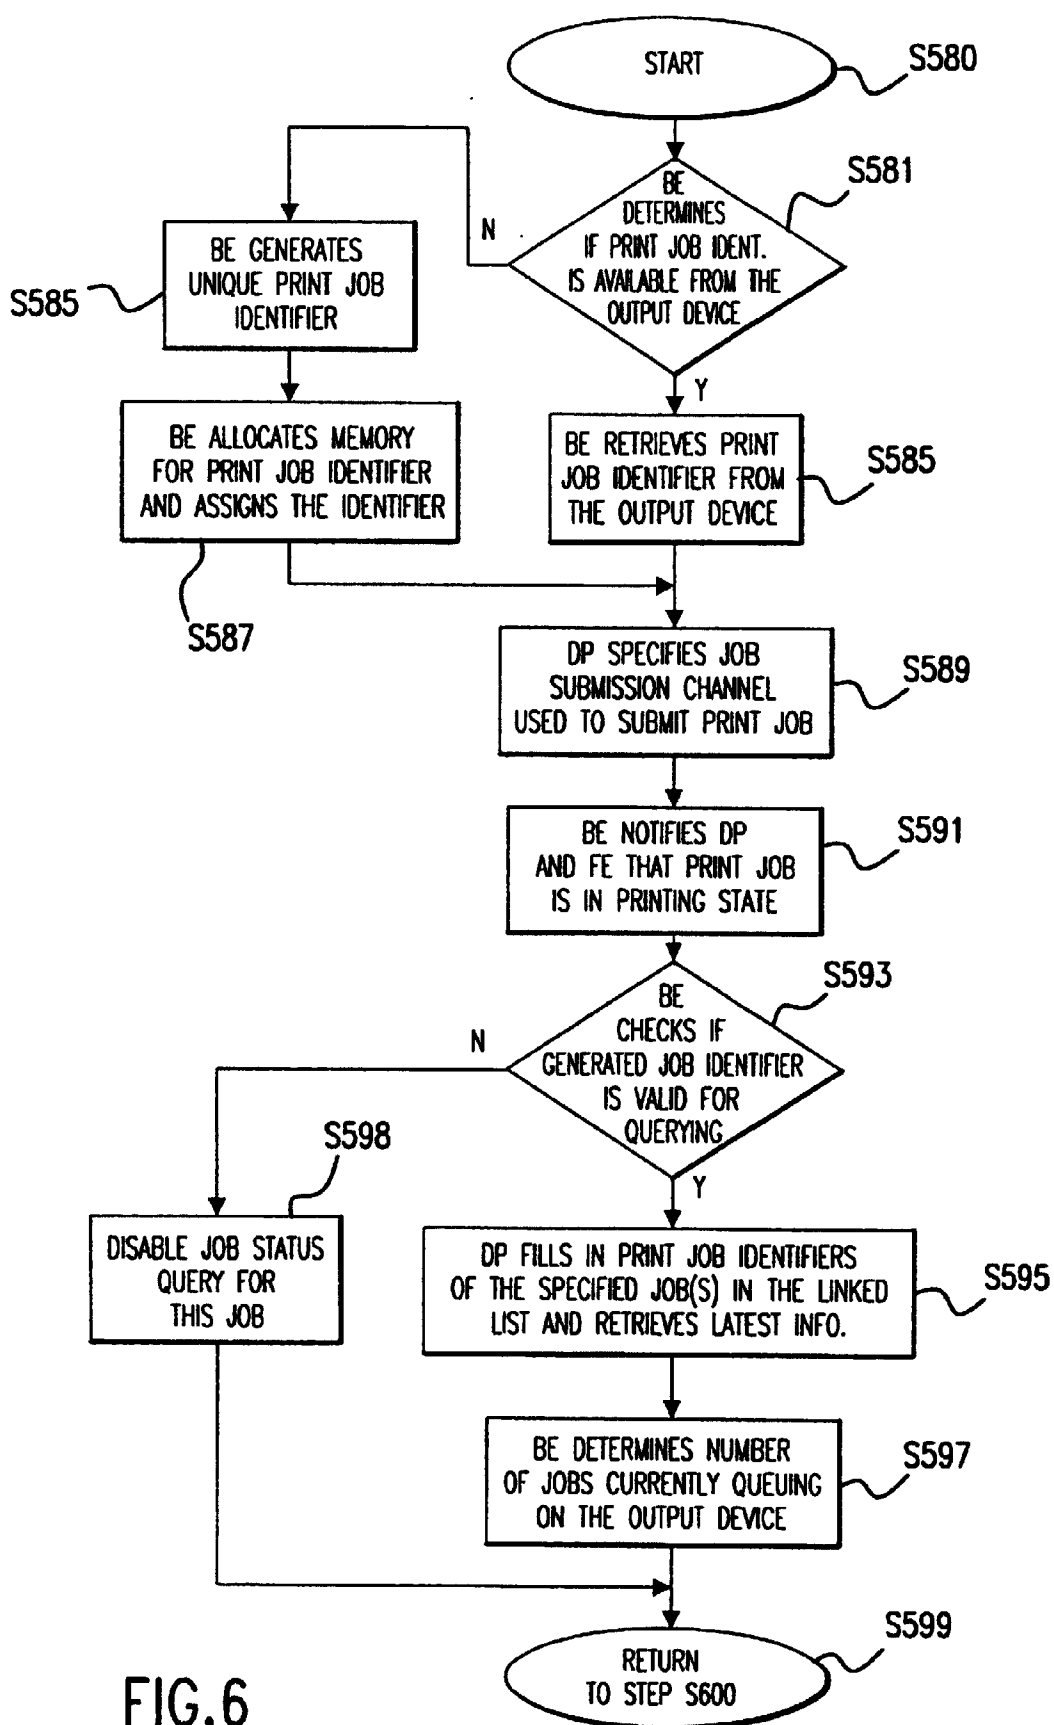 START
S580
BE
DETERMINES
IF PRINT JOB IDENT.
IS AVAILABLE FROM THE
OUTPUT DEVICE
S581
N
Y
BE GENERATES
UNIQUE PRINT JOB
IDENTIFIER
S585
BE ALLOCATES MEMORY
FOR PRINT JOB IDENTIFIER
AND ASSIGNS THE IDENTIFIER
S587
BE RETRIEVES PRINT
JOB IDENTIFIER FROM
THE OUTPUT DEVICE
S585
DP SPECIFIES JOB
SUBMISSION CHANNEL
USED TO SUBMIT PRINT JOB
S589
BE NOTIFIES DP
AND FE THAT PRINT JOB
IS IN PRINTING STATE
S591
BE
CHECKS IF
GENERATED JOB IDENTIFIER
IS VALID FOR
QUERYING
S593
N
Y
DISABLE JOB STATUS
QUERY FOR
THIS JOB
S598
DP FILLS IN PRINT JOB IDENTIFIERS
OF THE SPECIFIED JOB(S) IN THE LINKED
LIST AND RETRIEVES LATEST INFO.
S595
BE DETERMINES NUMBER
OF JOBS CURRENTLY QUEUING
ON THE OUTPUT DEVICE
S597
RETURN
TO STEP S600
S599
FIG.6